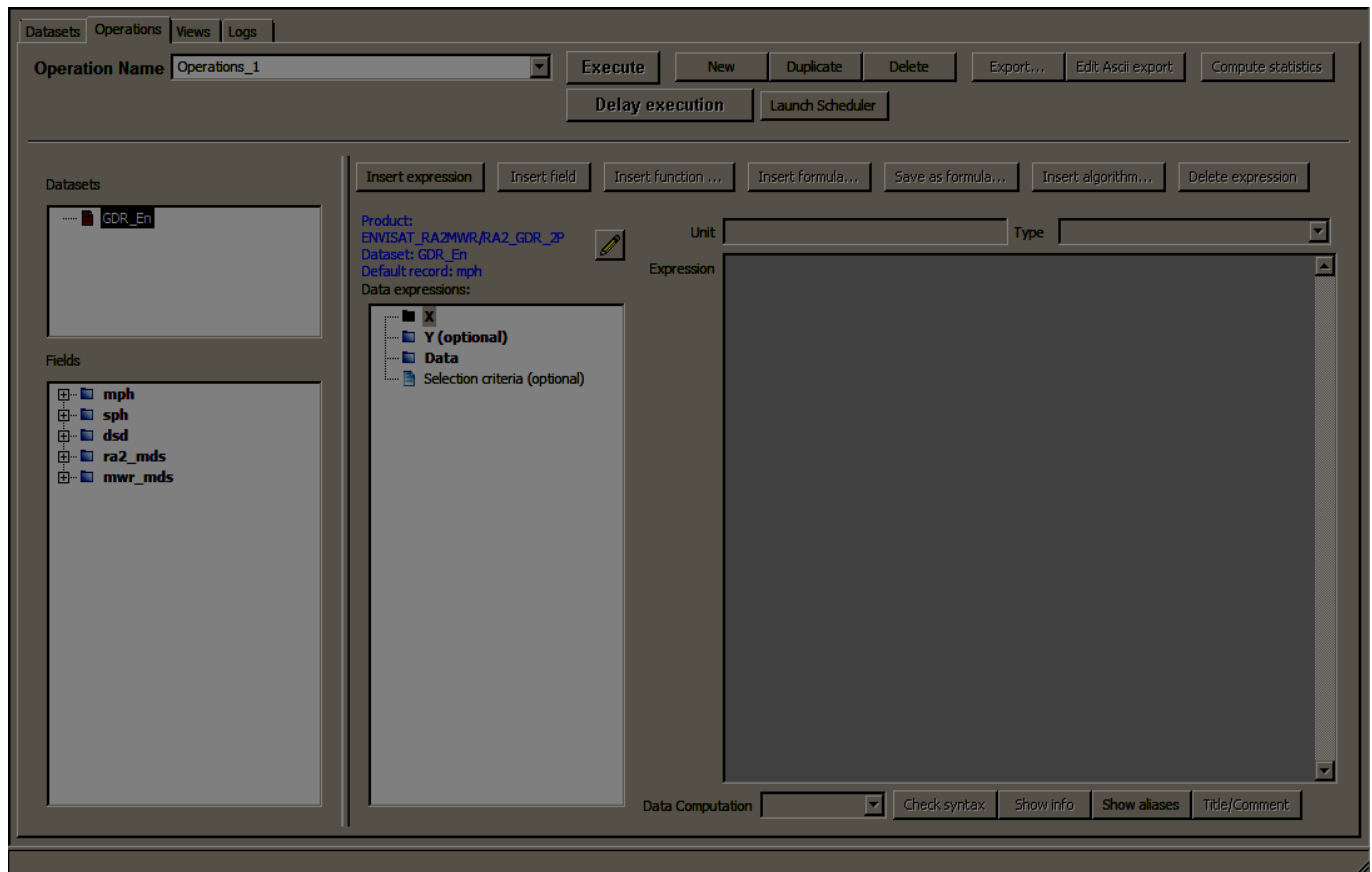 Datasets Operations Views Logs
Operation Name Operations_1 Execute New Duplicate Delete Export... Edit Ascii export Compute statistics
Delay execution Launch Scheduler
Insert expression Insert field Insert function ... Insert formula... Save as formula... Insert algorithm... Delete expression
Datasets
GDR_En
Fields
mph
sph
dsd
ra2_mds
mwr_mds
Product:
ENVISAT_RA2MWR/RA2_GDR_2P
Dataset: GDR_En
Default record: mph
Data expressions:
X
Y (optional)
Data
Selection criteria (optional)
Unit Type
Expression
Data Computation Check syntax Show info Show aliases Title/Comment